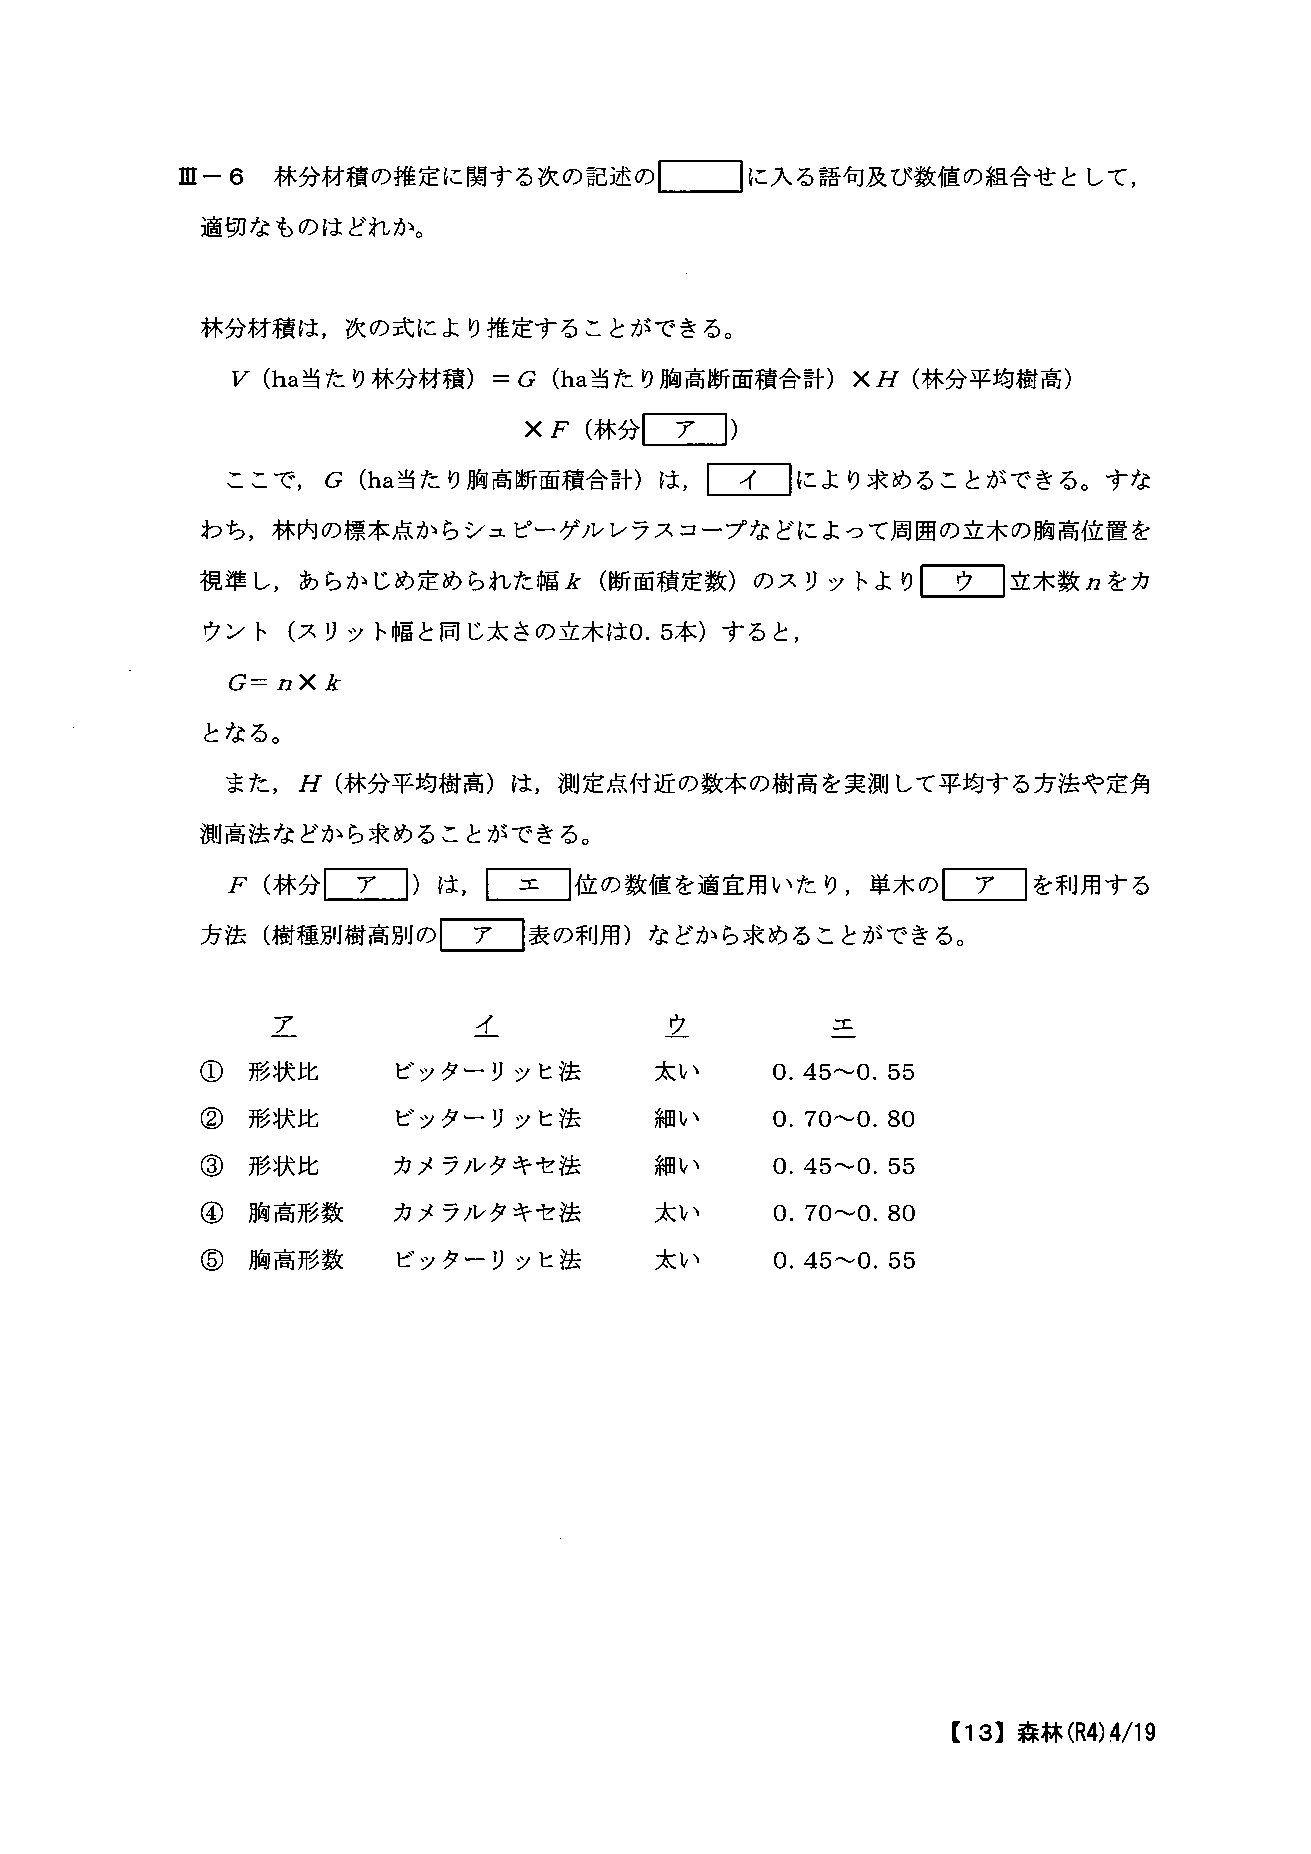 Ⅲ－６　林分材積の推定に関する次の記述の　　　に入る語句及び数値の組合せとして，
適切なものはどれか。
林分材積は，次の式により推定することができる。
V（ha当たり林分材積）＝G（ha当たり胸高断面積合計）×H（林分平均樹高）
×F（林分　ア　）
ここで，G（ha当たり胸高断面積合計）は，　イ　により求めることができる。すな
わち，林内の標本点からシュピーゲルレラスコープなどによって周囲の立木の胸高位置を
視準し，あらかじめ定められた幅k（断面積定数）のスリットより　ウ　立木数nをカ
ウント（スリット幅と同じ太さの立木は0.5本）すると，
G＝n×k
となる。
また，H（林分平均樹高）は，測定点付近の数本の樹高を実測して平均する方法や定角
測高法などから求めることができる。
F（林分　ア　）は，　エ　位の数値を適宜用いたり，単木の　ア　を利用する
方法（樹種別樹高別の　ア　表の利用）などから求めることができる。
ア　イ　ウ　エ
①　形状比　ビッターリッヒ法　太い　0.45～0.55
②　形状比　ビッターリッヒ法　細い　0.70～0.80
③　形状比　カメラルタキセ法　細い　0.45～0.55
④　胸高形数　カメラルタキセ法　太い　0.70～0.80
⑤　胸高形数　ビッターリッヒ法　太い　0.45～0.55
【13】森林(R4)4/19